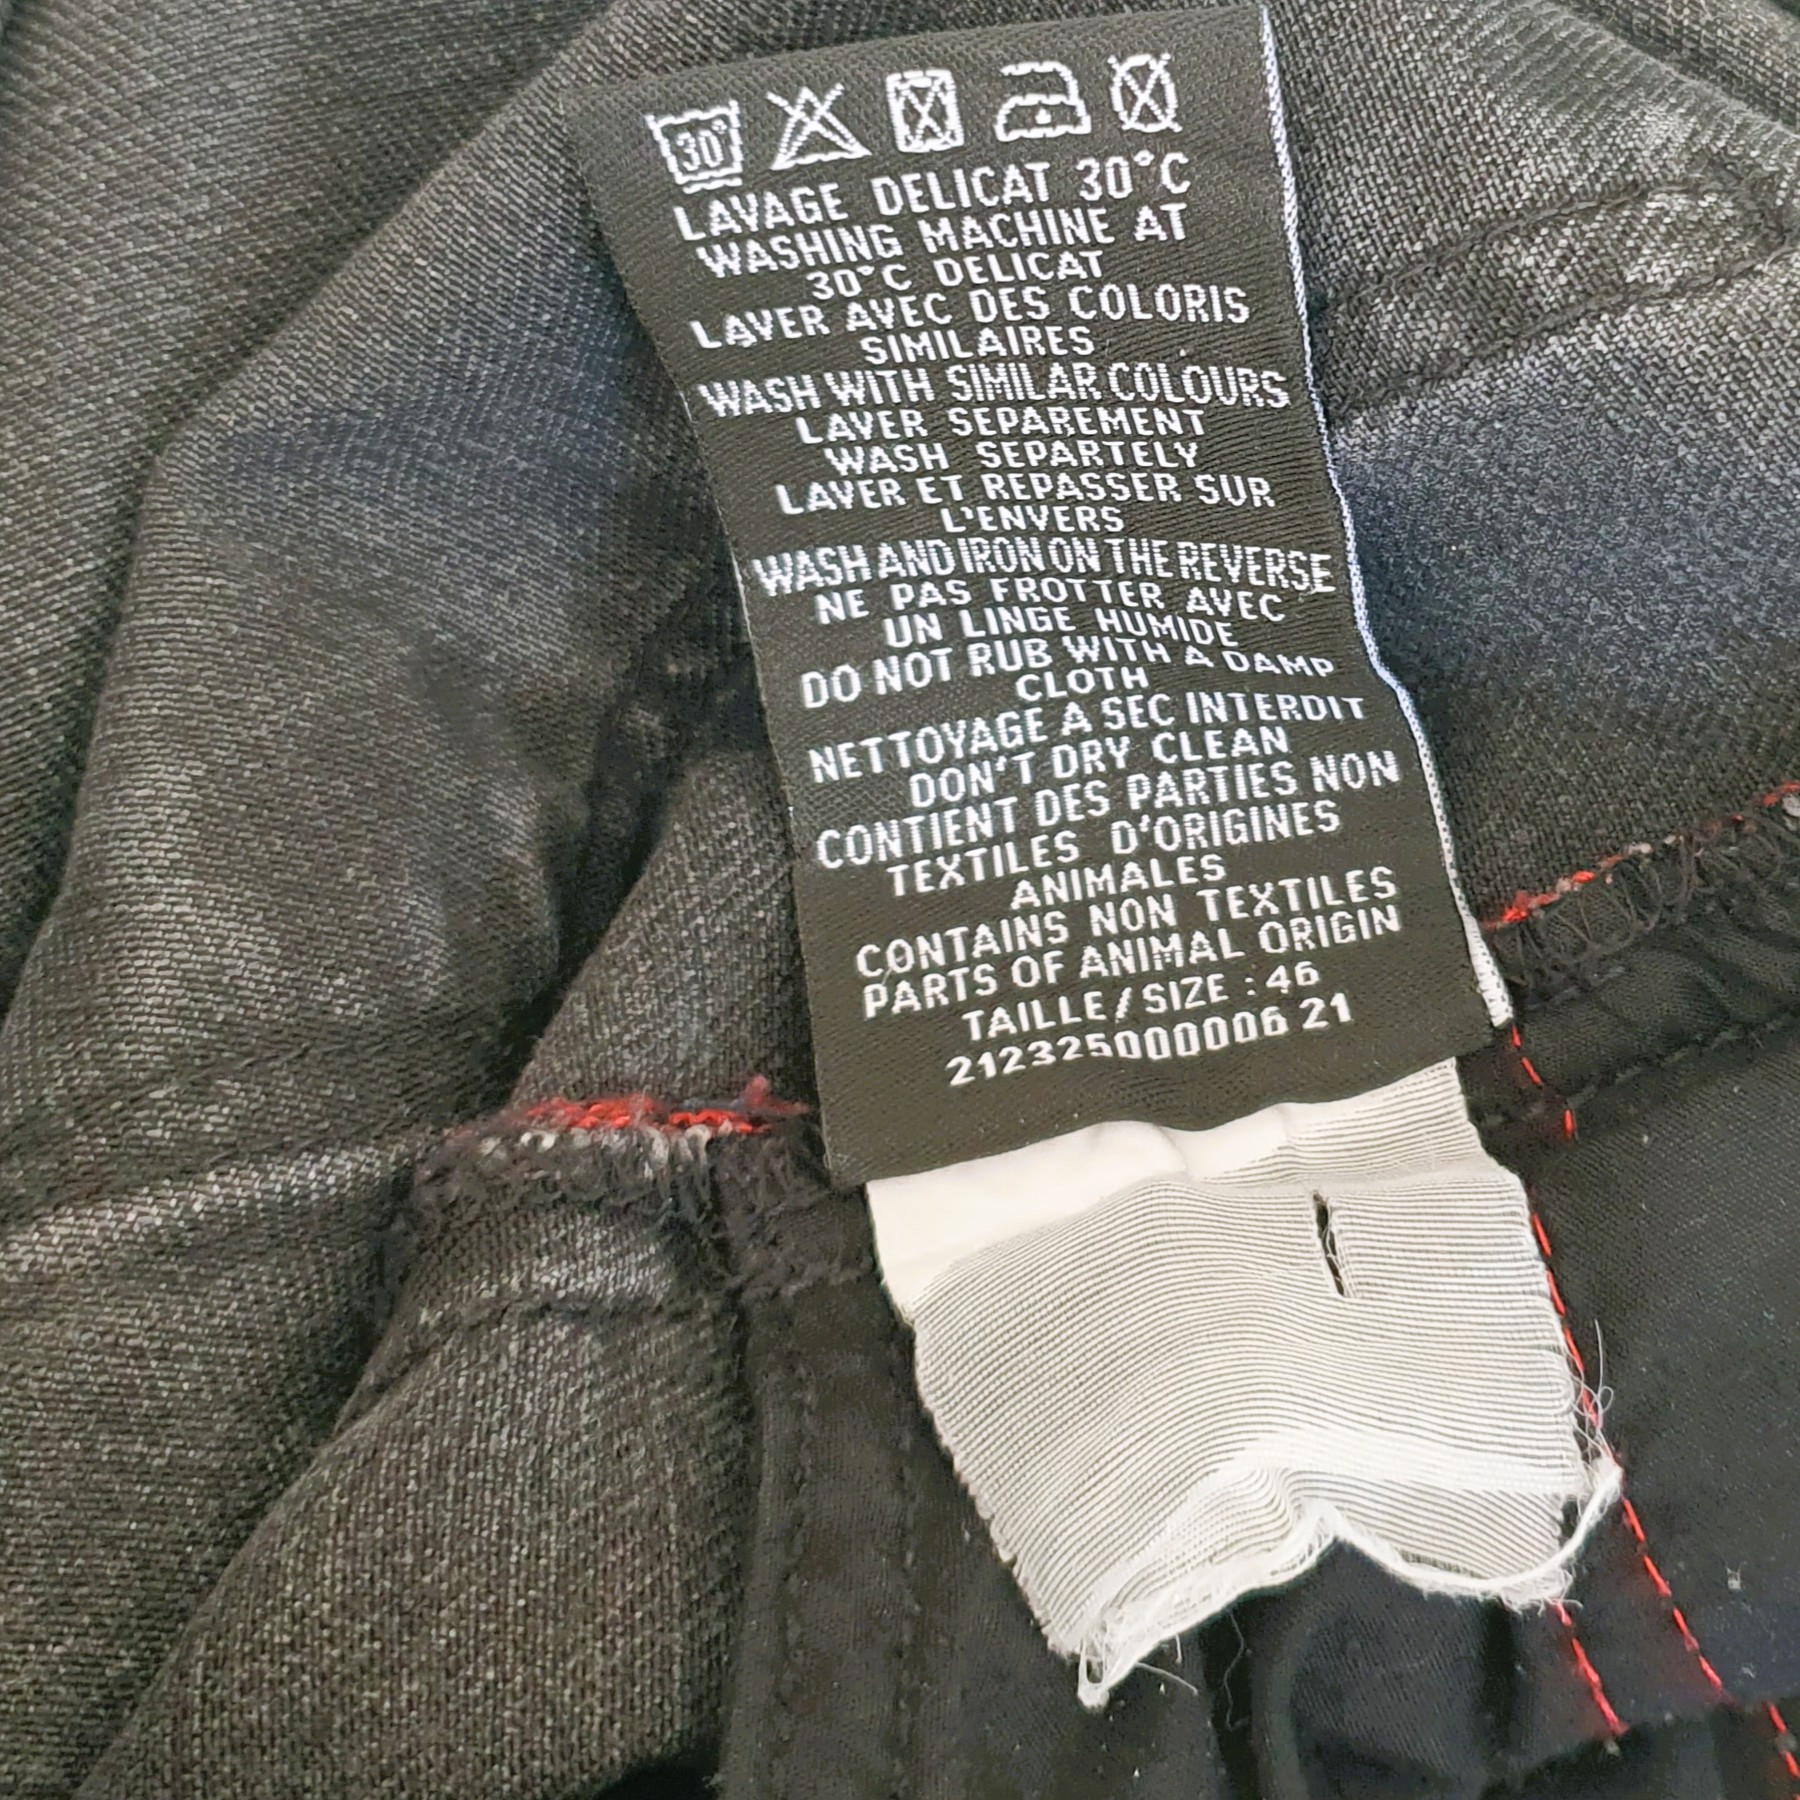 30°
LAVAGE DELICAT 30°C
WASHING MACHINE AT
30°C DELICAT
LAVER AVEC DES COLORIS
SIMILAIRES
WASH WITH SIMILAR COLOURS
LAVER SEPAREMENT
WASH SEPARTELY
LAVER ET REPASSER SUR
L'ENVERS
WASH AND IRON ON THE REVERSE
NE PAS FROTTER AVEC
UN LINGE HUMIDE
DO NOT RUB WITH A DAMP
CLOTH
NETTOYAGE A SEC INTERDIT
DON'T DRY CLEAN
CONTIENT DES PARTIES NON
TEXTILES D'ORIGINES
ANIMALES
CONTAINS NON TEXTILES
PARTS OF ANIMAL ORIGIN
TAILLE/SIZE : 46
212325000006 21